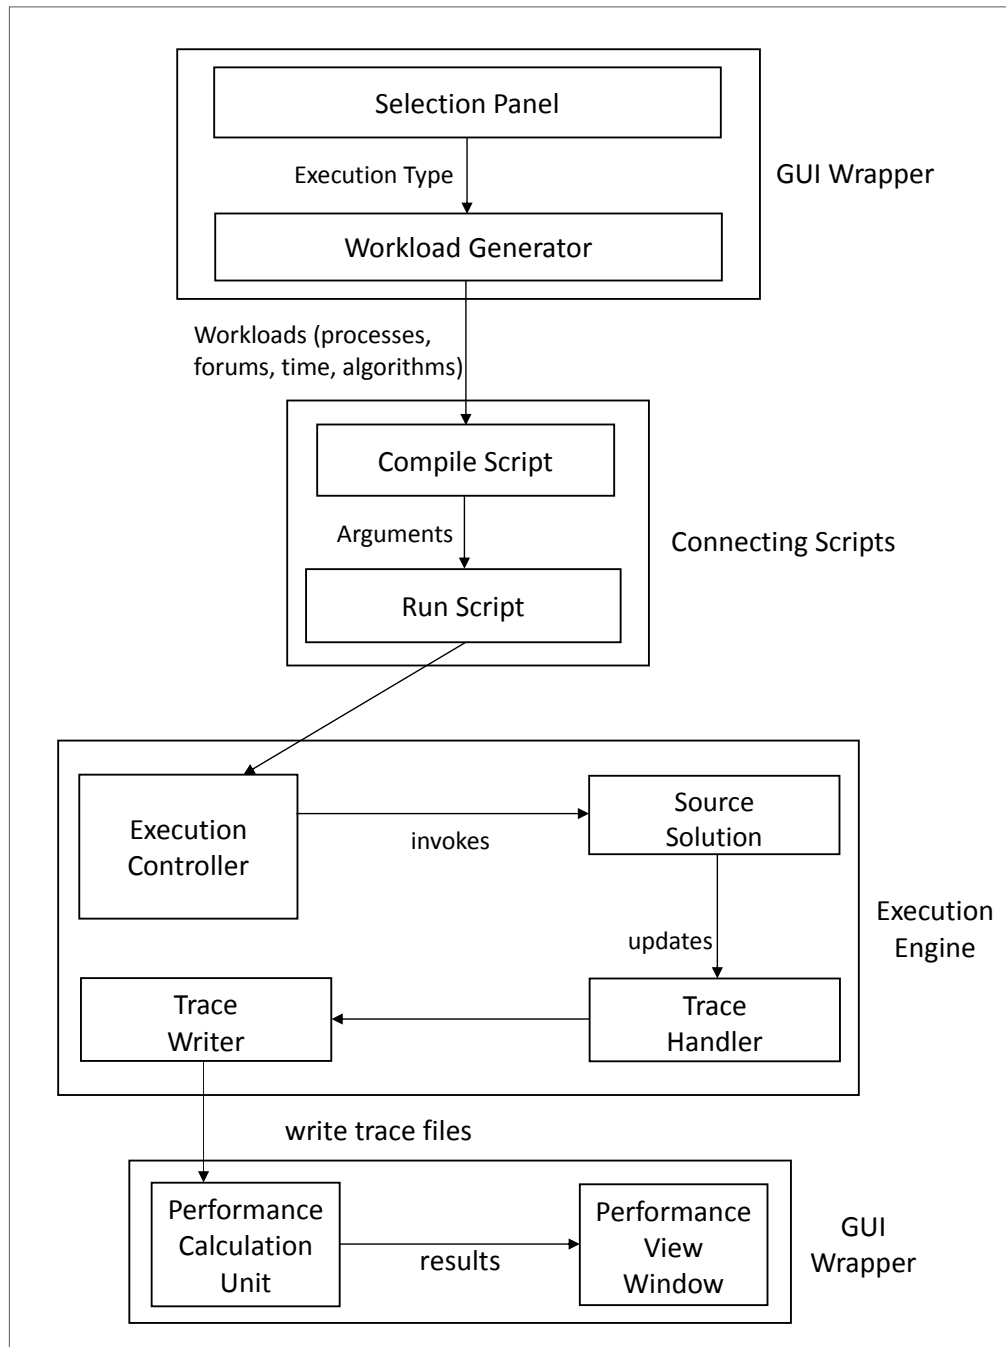 Selection Panel
Execution Type
GUI Wrapper
Workload Generator
Workloads (processes,
forums, time, algorithms)
Compile Script
Arguments
Connecting Scripts
Run Script
Execution
Controller
invokes
Source
Solution
Execution
Engine
updates
Trace
Writer
Trace
Handler
write trace files
Performance
Calculation
Unit
results
Performance
View
Window
GUI
Wrapper